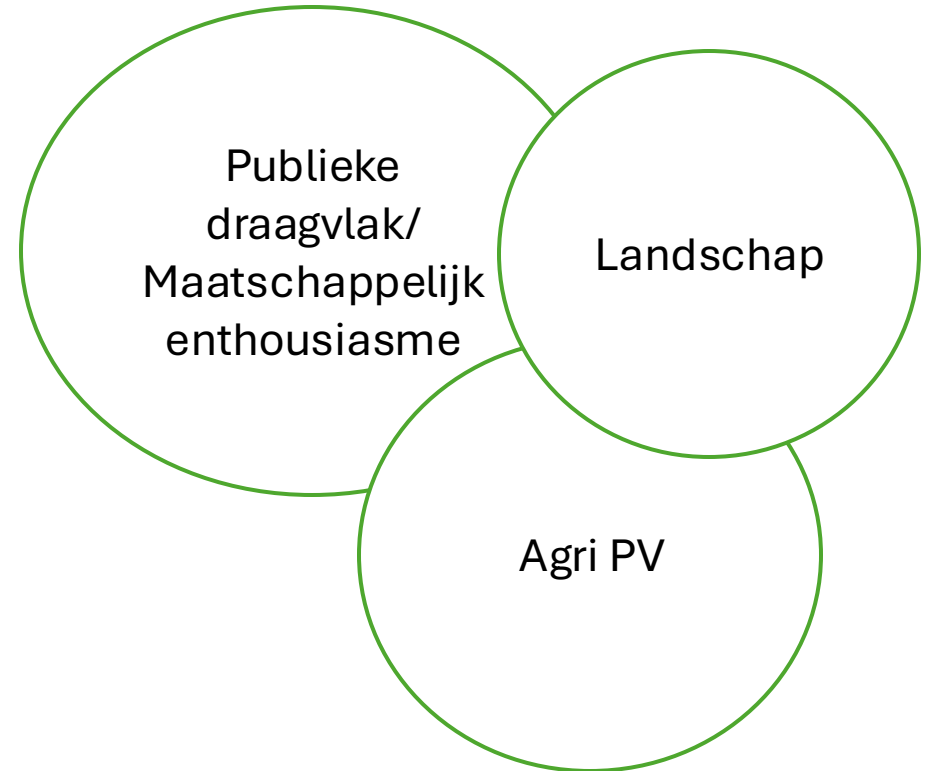 Publieke
draagvlak/
Maatschappelijk
enthousiasme
Landschap
Agri PV